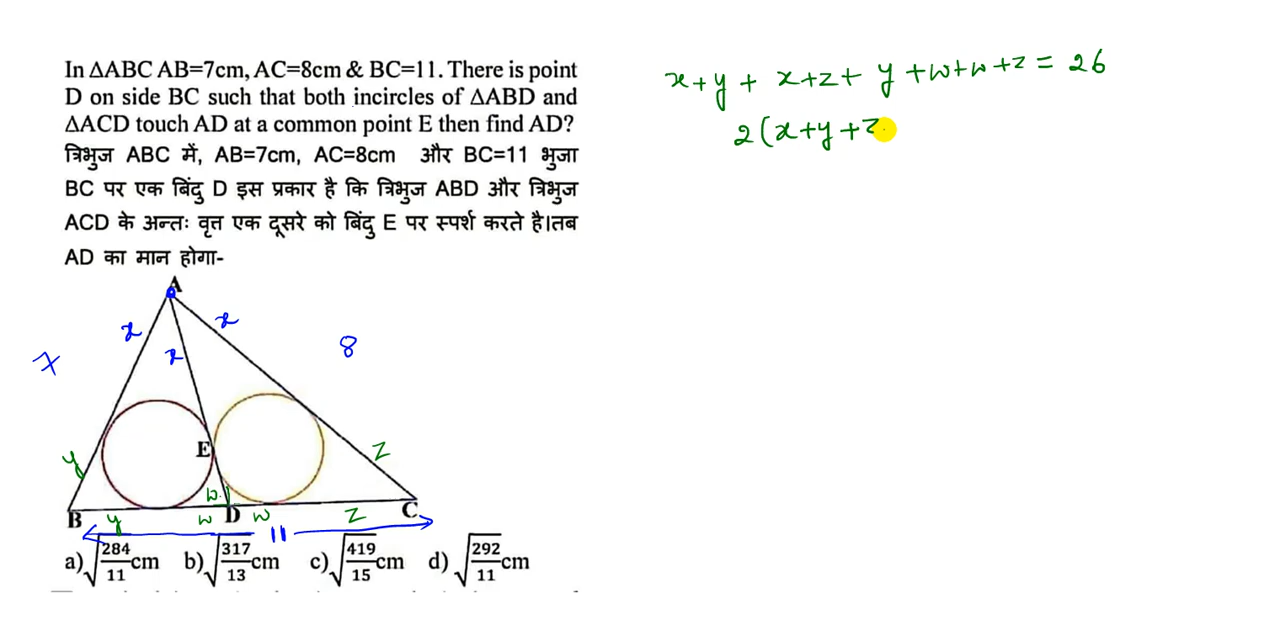 In ΔABC AB=7cm, AC=8cm & BC=11. There is point
D on side BC such that both incircles of ΔABD and
ΔACD touch AD at a common point E then find AD?
त्रिभुज ABC में, AB=7cm, AC=8cm और BC=11 भुजा
BC पर एक बिंदु D इस प्रकार है कि त्रिभुज ABD और त्रिभुज
ACD के अन्तः वृत्त एक दूसरे को बिंदु E पर स्पर्श करते है।तब
AD का मान होगा-
A
x x
x
7 8
E
y z
w
B y w D w z C
11
a) √284/11 cm b) √317/13 cm c) √419/15 cm d) √292/11 cm
x+y + x+z+ y +w+w+z = 26
2(x+y+z